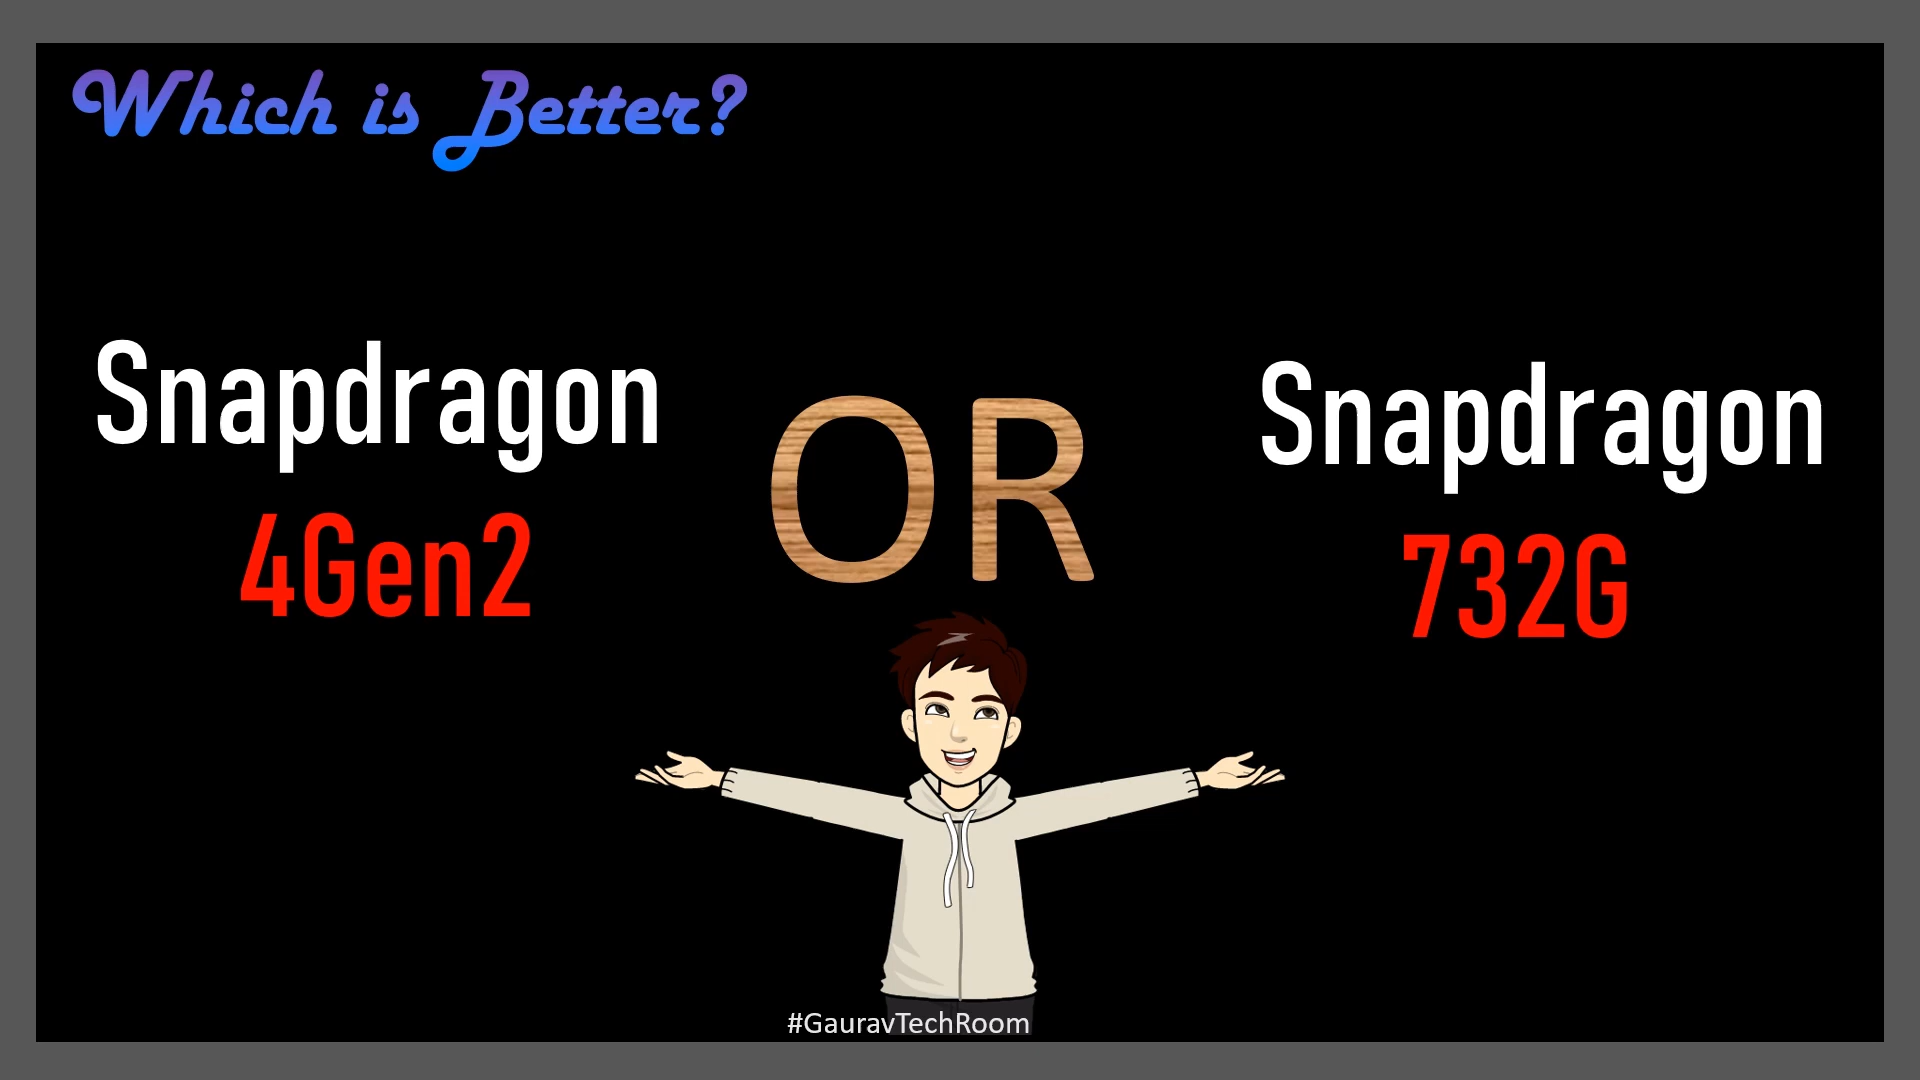 Which is Better?
Snapdragon
4Gen2
OR
Snapdragon
732G
#GauravTechRoom